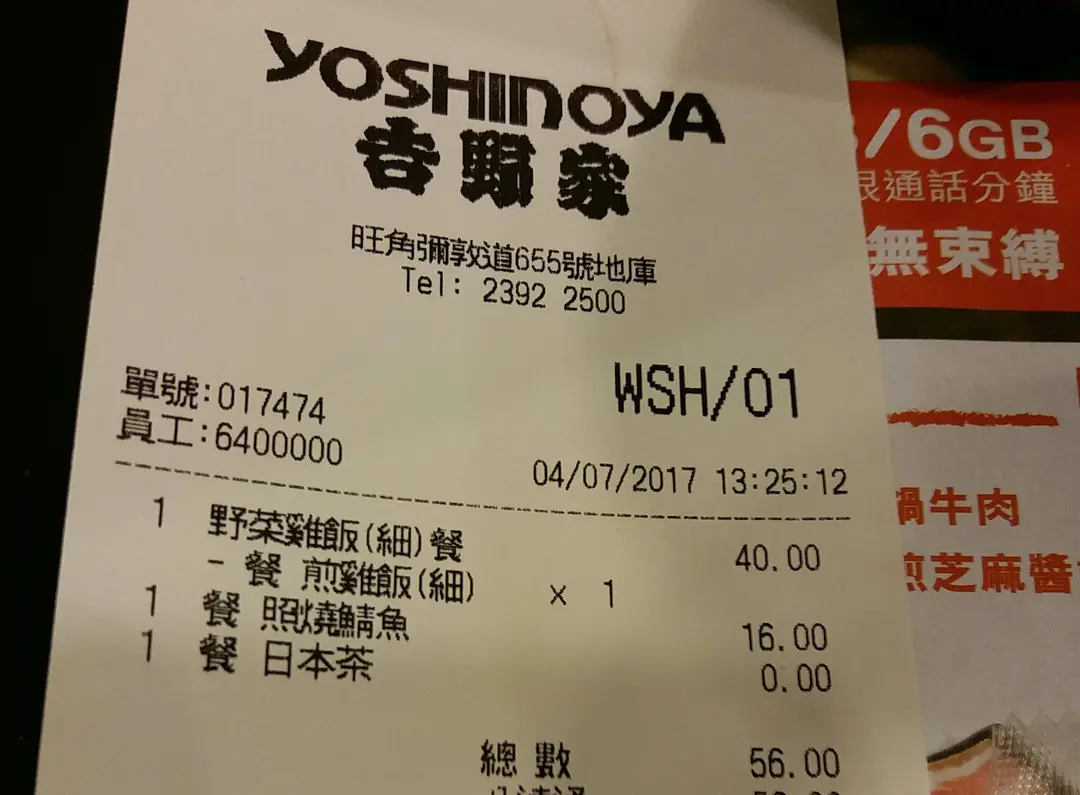 YOSHINOYA
吉野家
旺角彌敦道655號地庫
Tel: 2392 2500
WSH/01
單號:017474
員工:6400000
04/07/2017 13:25:12
1 野菜雞飯(細)餐 40.00
- 餐 煎雞飯(細) x 1
1 餐 照燒鯖魚 16.00
1 餐 日本茶 0.00
總 數 56.00
/6GB
通話分鐘
無束縛
鍋牛肉
煎芝麻醬